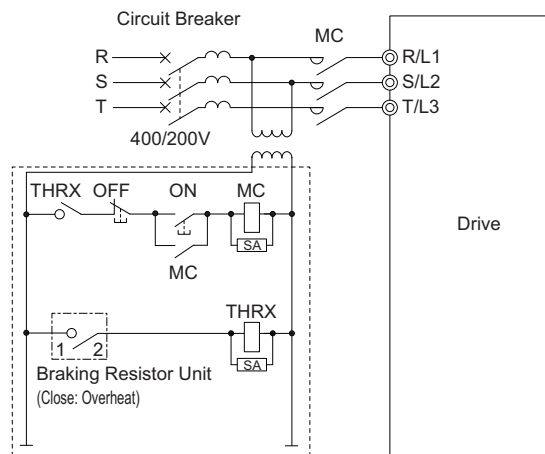 Circuit Breaker
MC
R
R/L1
S
S/L2
T
T/L3
400/200V
THRX OFF ON MC
SA
MC
Drive
THRX
1 2
SA
Braking Resistor Unit
(Close: Overheat)